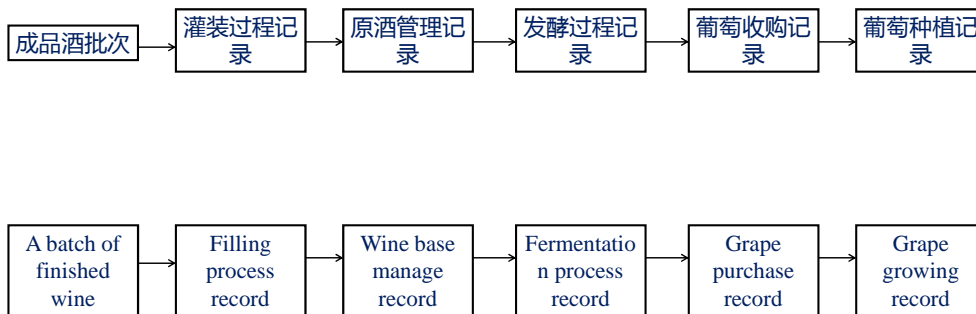 成品酒批次
灌装过程记
录
原酒管理记
录
发酵过程记
录
葡萄收购记
录
葡萄种植记
录
A batch of
finished
wine
Filling
process
record
Wine base
manage
record
Fermentatio
n process
record
Grape
purchase
record
Grape
growing
record